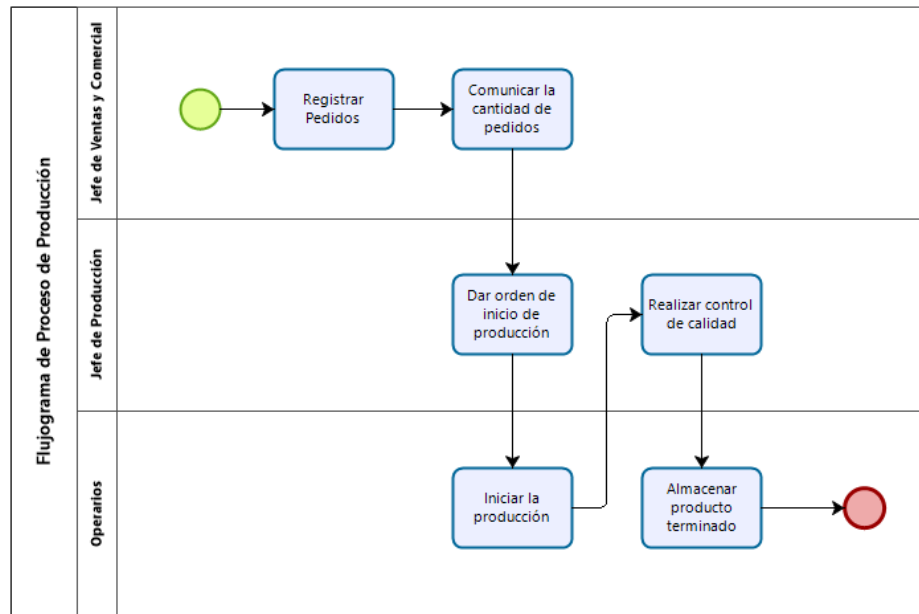 Flujograma de Proceso de Producción
Jefe de Ventas y Comercial
Registrar
Pedidos
Comunicar la
cantidad de
pedidos
Jefe de Producción
Dar orden de
inicio de
producción
Realizar control
de calidad
Operarios
Iniciar la
producción
Almacenar
producto
terminado